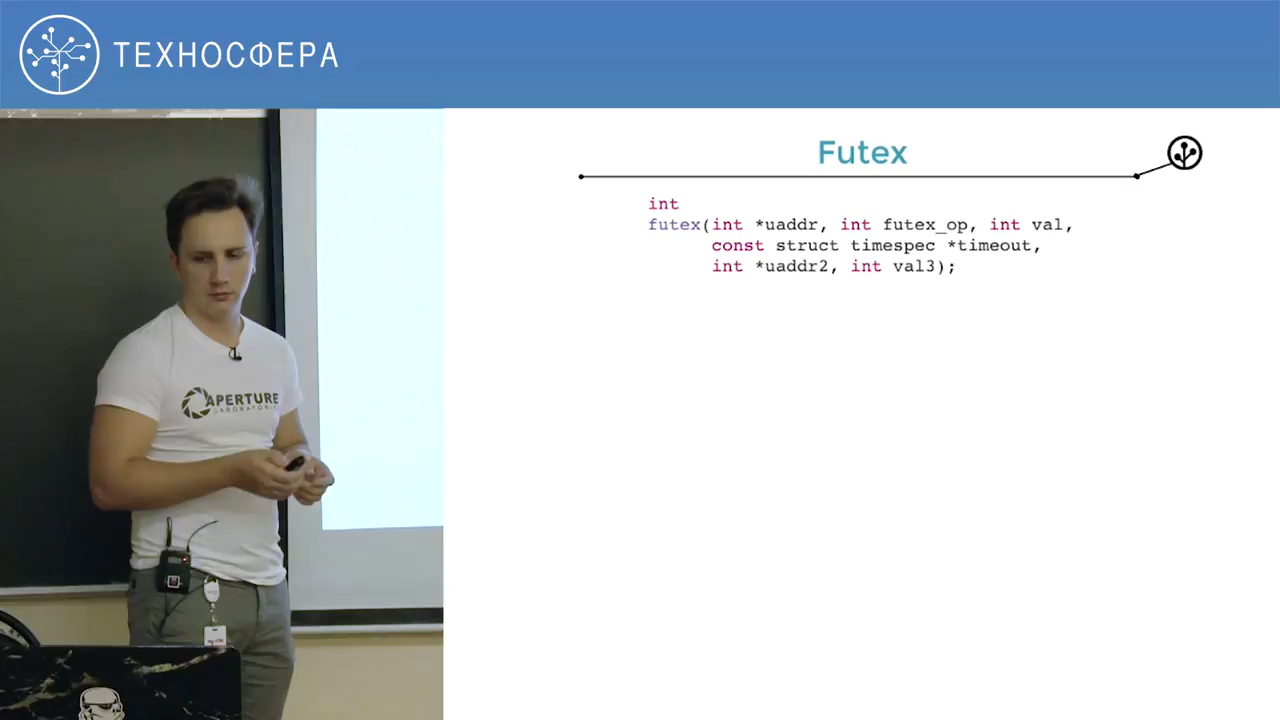 ТЕХНОСФЕРА
Futex
int
futex(int *uaddr, int futex_op, int val,
const struct timespec *timeout,
int *uaddr2, int val3);
APERTURE
LABORATORIES